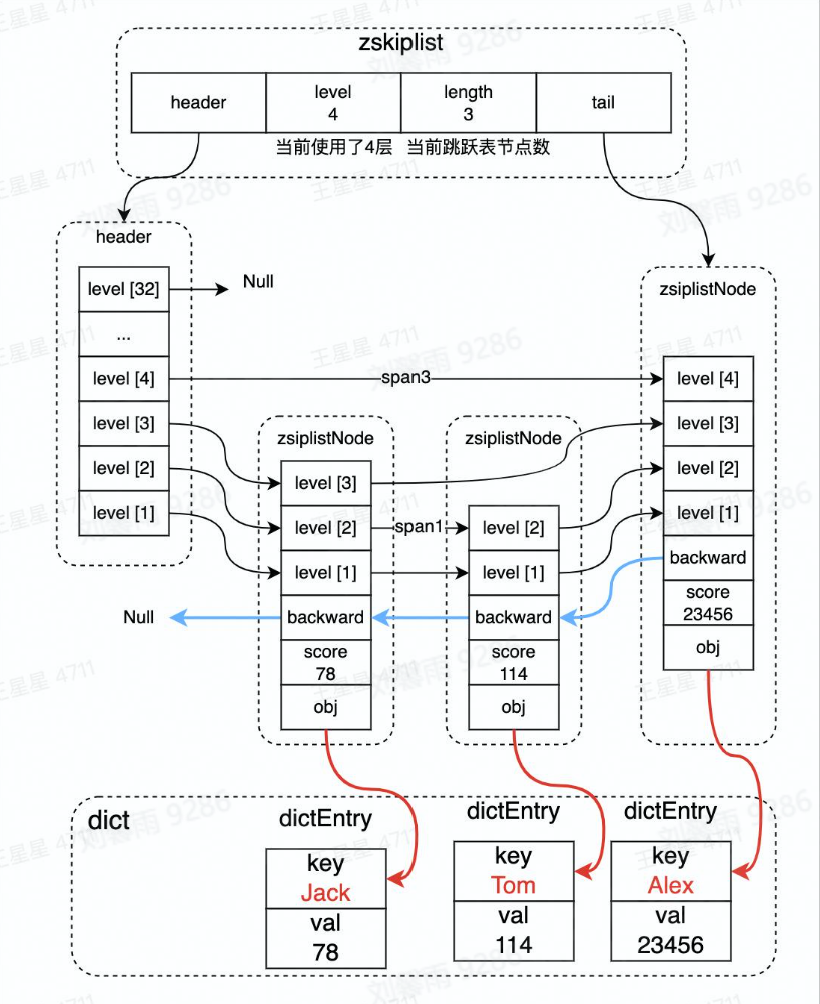 zskiplist
header
level
4
length
3
tail
当前使用了4层 当前跳跃表节点数
header
level [32]
Null
...
level [4]
level [3]
level [2]
level [1]
span3
zsiplistNode
level [3]
level [2]
level [1]
backward
score
78
obj
Null
span1
zsiplistNode
level [2]
level [1]
backward
score
114
obj
zsiplistNode
level [4]
level [3]
level [2]
level [1]
backward
score
23456
obj
dict
dictEntry
key
Jack
val
78
dictEntry
key
Tom
val
114
dictEntry
key
Alex
val
23456
王星星 4711
刘馨雨 9286